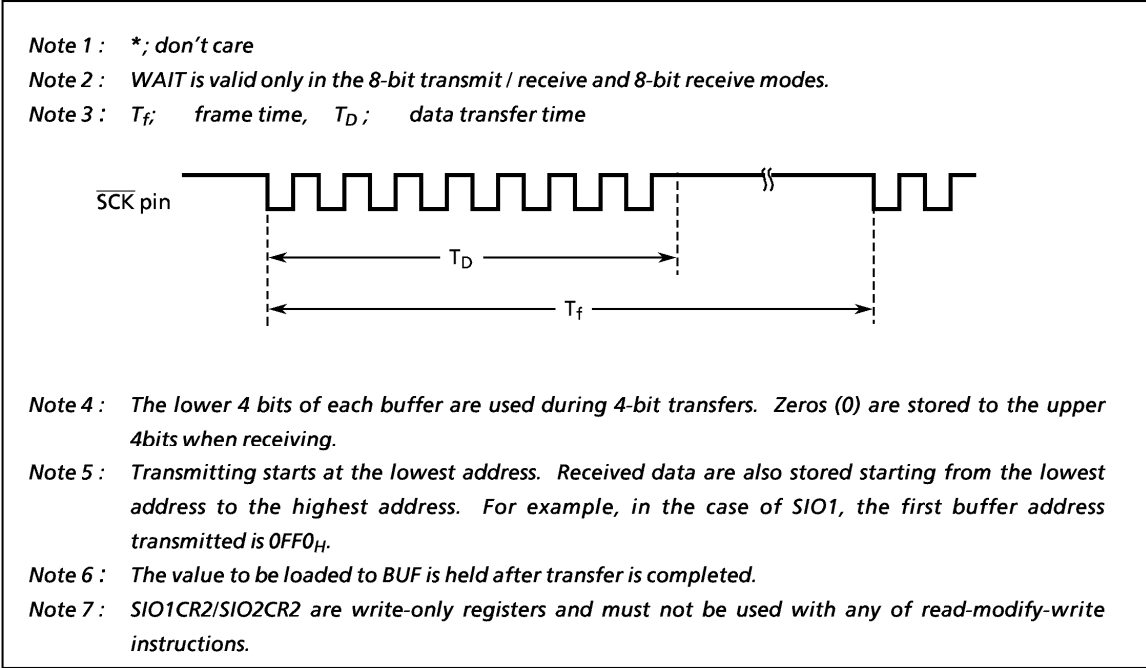 Note 1 : *; don't care
Note 2 : WAIT is valid only in the 8-bit transmit / receive and 8-bit receive modes.
Note 3 : Tf; frame time, TD ; data transfer time
SCK pin
TD
Tf
Note 4 : The lower 4 bits of each buffer are used during 4-bit transfers. Zeros (0) are stored to the upper
4bits when receiving.
Note 5 : Transmitting starts at the lowest address. Received data are also stored starting from the lowest
address to the highest address. For example, in the case of SIO1, the first buffer address
transmitted is 0FF0H.
Note 6 : The value to be loaded to BUF is held after transfer is completed.
Note 7 : SIO1CR2/SIO2CR2 are write-only registers and must not be used with any of read-modify-write
instructions.